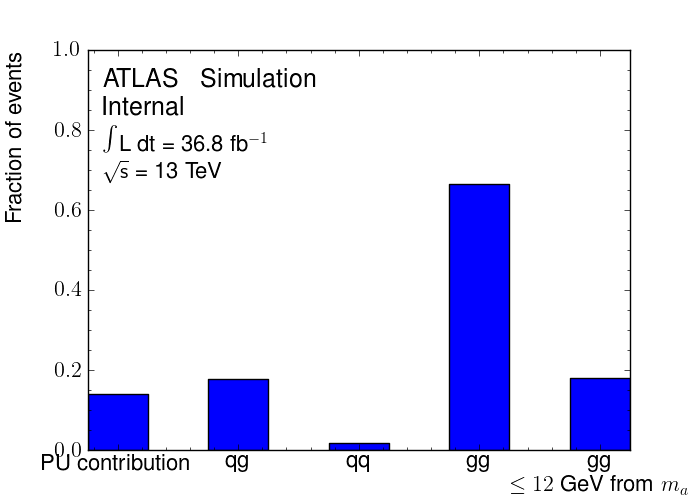 Fraction of events
1.0
0.8
0.6
0.4
0.2
0.0
ATLAS Simulation
Internal
∫L dt = 36.8 fb⁻¹
√s = 13 TeV
PU contribution qg qq gg gg
≤ 12 GeV from mₐ